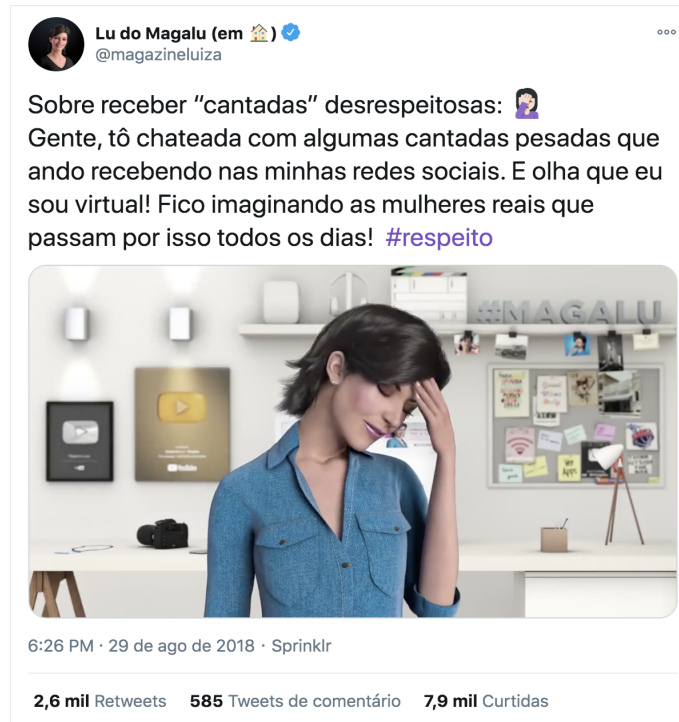 Lu do Magalu (em 🏠)
@magazineluiza
Sobre receber “cantadas” desrespeitosas: 🤦🏻‍♀️
Gente, tô chateada com algumas cantadas pesadas que
ando recebendo nas minhas redes sociais. E olha que eu
sou virtual! Fico imaginando as mulheres reais que
passam por isso todos os dias! #respeito
#MAGALU
YouTube
6:26 PM · 29 de ago de 2018 · Sprinklr
2,6 mil Retweets 585 Tweets de comentário 7,9 mil Curtidas